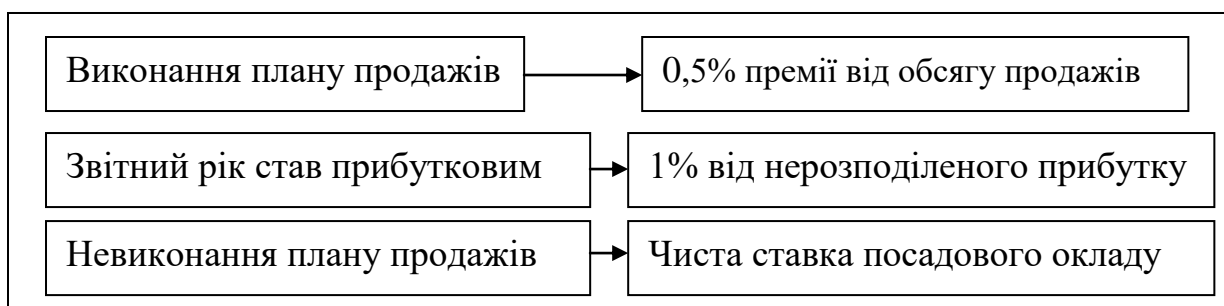 Виконання плану продажів
0,5% премії від обсягу продажів
Звітний рік став прибутковим
1% від нерозподіленого прибутку
Невиконання плану продажів
Чиста ставка посадового окладу